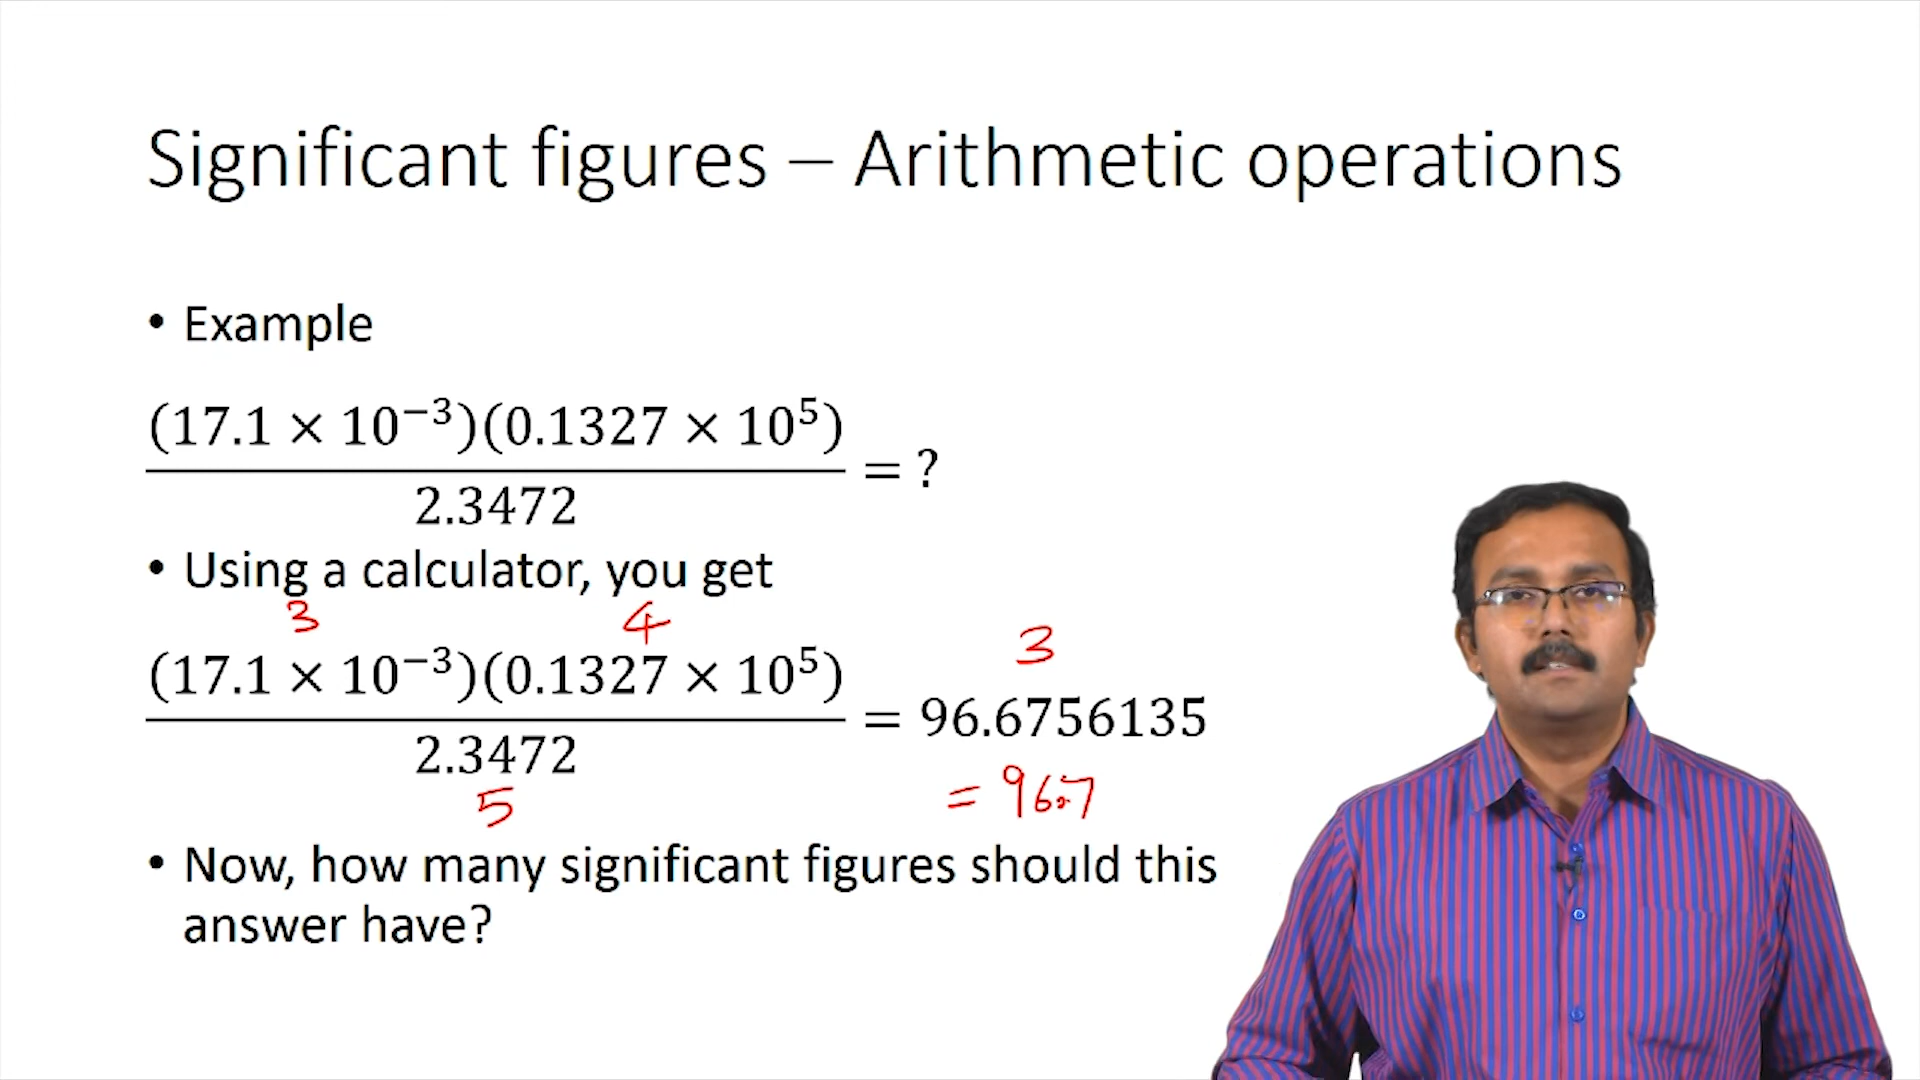 Significant figures – Arithmetic operations
• Example
(17.1 × 10⁻³)(0.1327 × 10⁵)
= ?
2.3472
• Using a calculator, you get
3 4
3
(17.1 × 10⁻³)(0.1327 × 10⁵)
= 96.6756135
2.3472
= 96.7
5
• Now, how many significant figures should this
answer have?